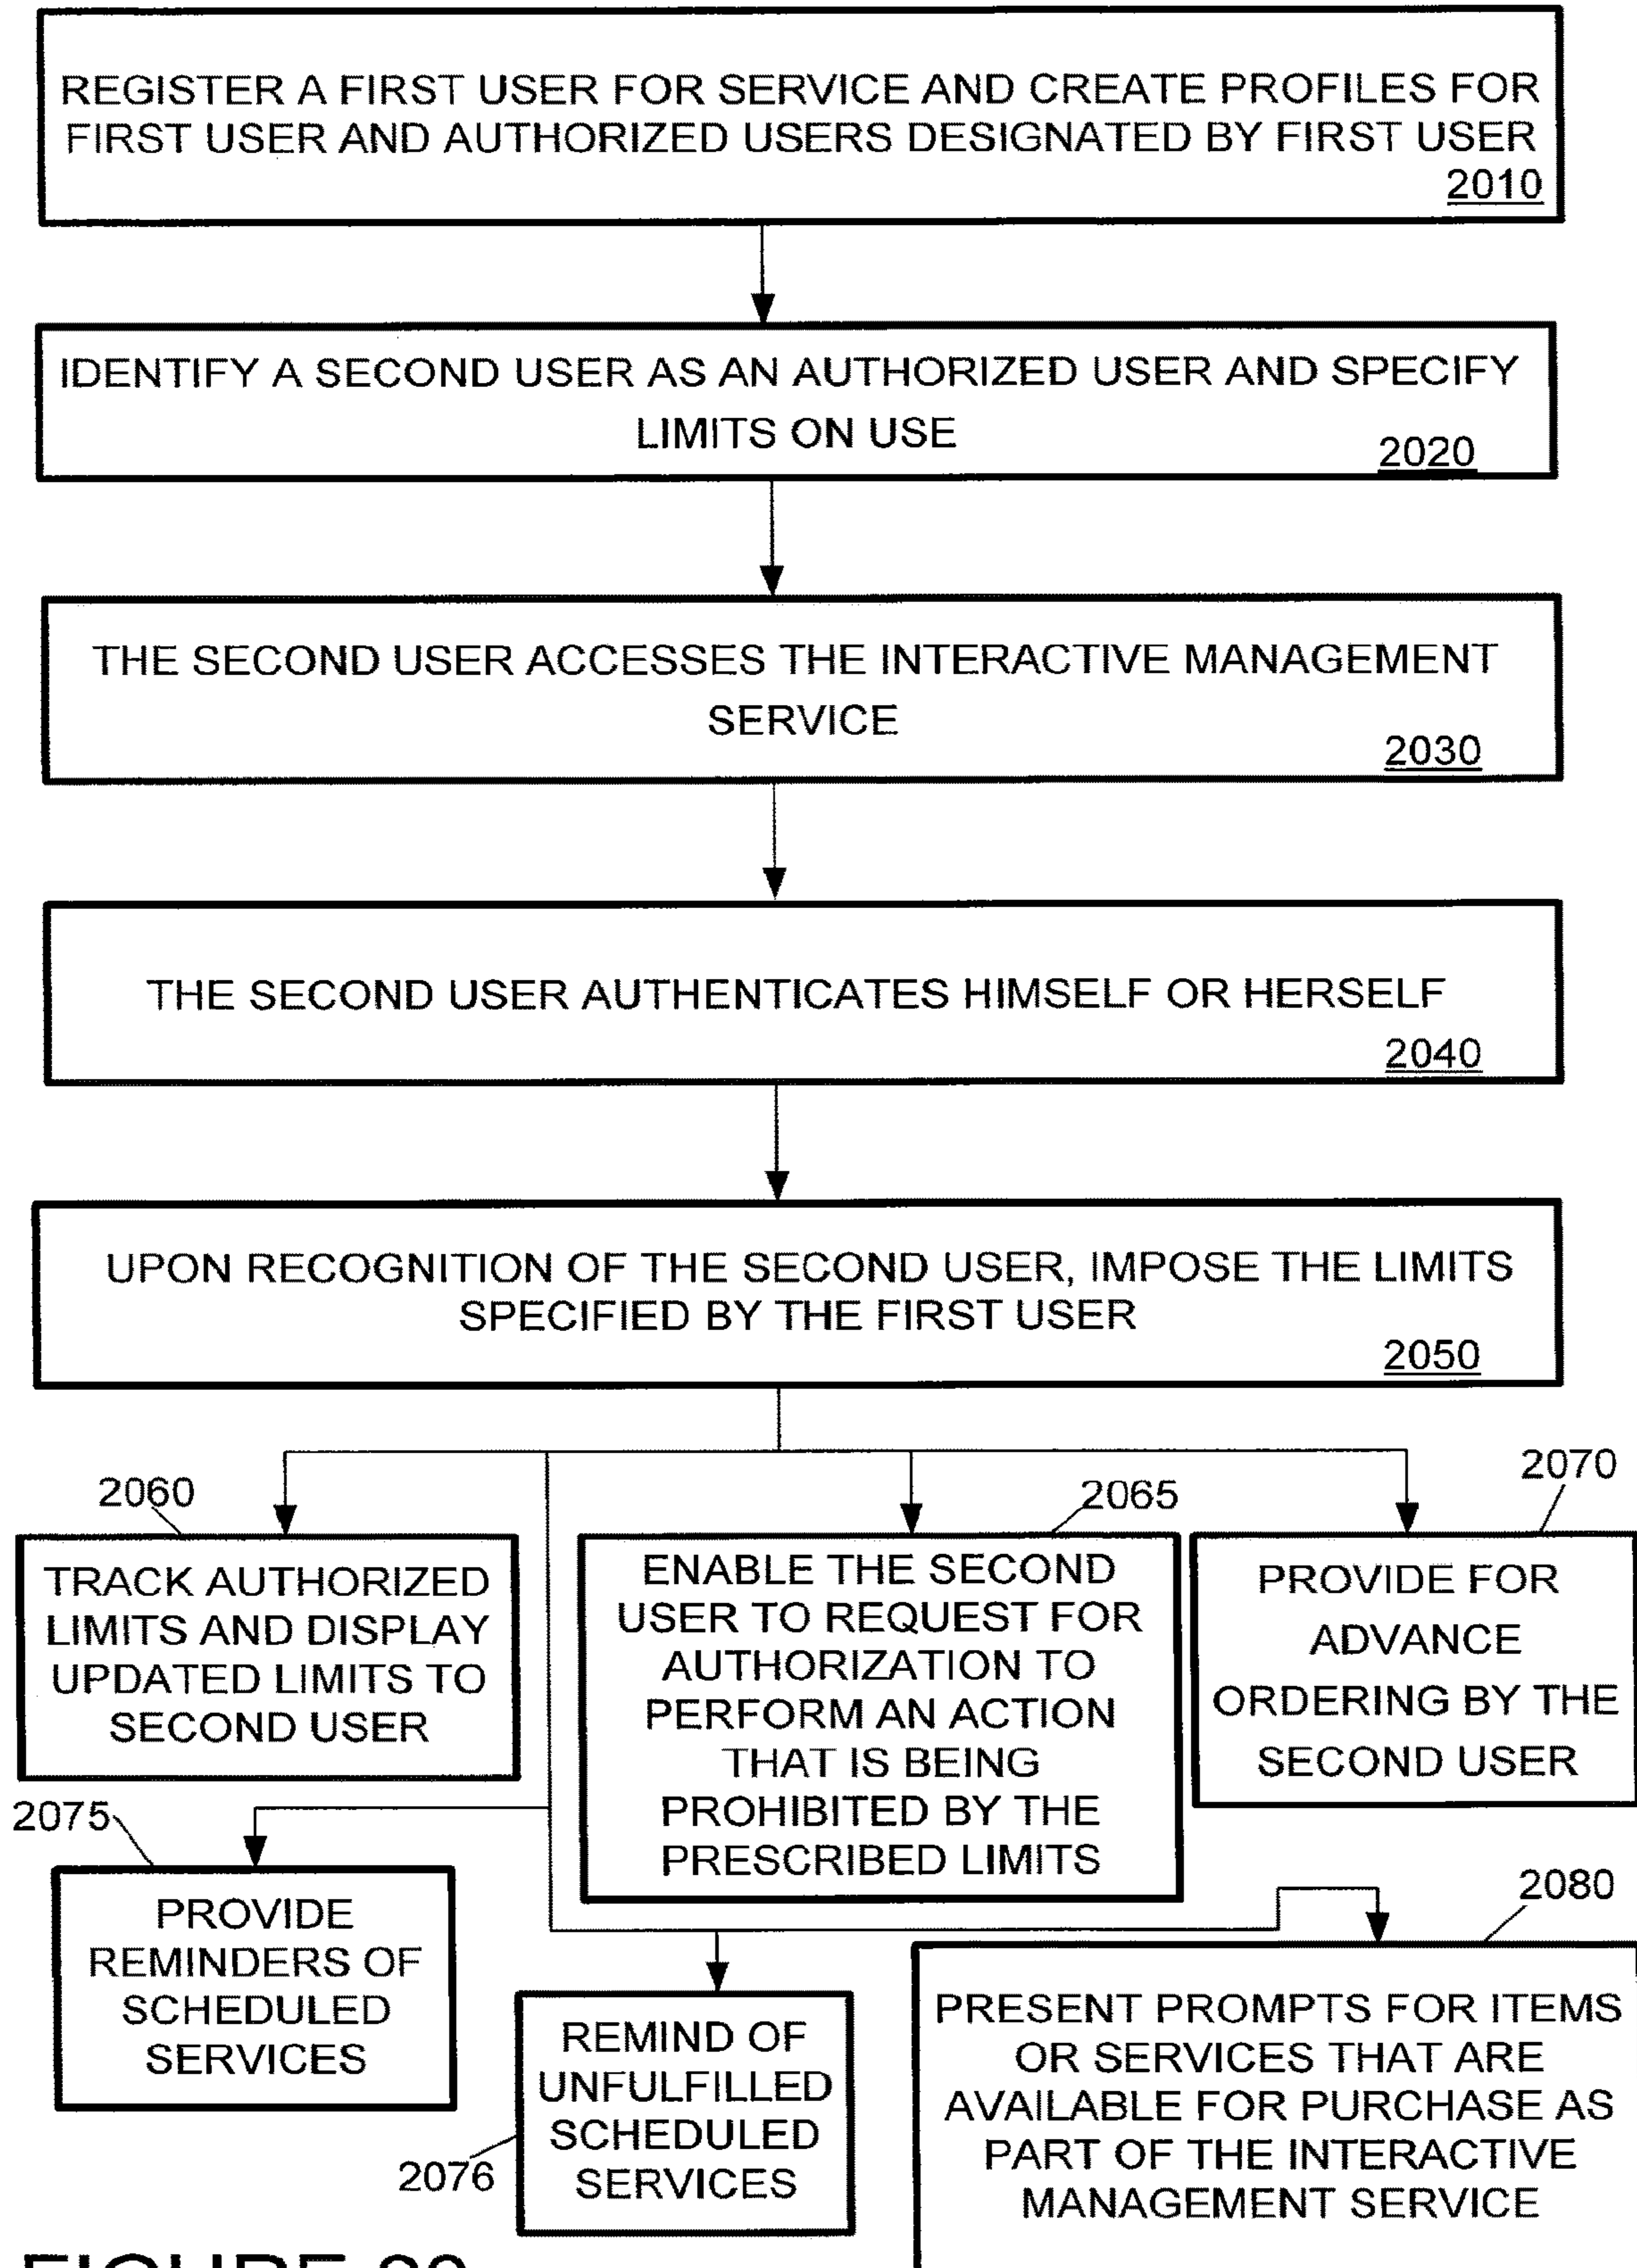 REGISTER A FIRST USER FOR SERVICE AND CREATE PROFILES FOR
FIRST USER AND AUTHORIZED USERS DESIGNATED BY FIRST USER
2010
IDENTIFY A SECOND USER AS AN AUTHORIZED USER AND SPECIFY
LIMITS ON USE
2020
THE SECOND USER ACCESSES THE INTERACTIVE MANAGEMENT
SERVICE
2030
THE SECOND USER AUTHENTICATES HIMSELF OR HERSELF
2040
UPON RECOGNITION OF THE SECOND USER, IMPOSE THE LIMITS
SPECIFIED BY THE FIRST USER
2050
2060
TRACK AUTHORIZED
LIMITS AND DISPLAY
UPDATED LIMITS TO
SECOND USER
2065
ENABLE THE SECOND
USER TO REQUEST FOR
AUTHORIZATION TO
PERFORM AN ACTION
THAT IS BEING
PROHIBITED BY THE
PRESCRIBED LIMITS
2070
PROVIDE FOR
ADVANCE
ORDERING BY THE
SECOND USER
2075
PROVIDE
REMINDERS OF
SCHEDULED
SERVICES
2076
REMIND OF
UNFULFILLED
SCHEDULED
SERVICES
2080
PRESENT PROMPTS FOR ITEMS
OR SERVICES THAT ARE
AVAILABLE FOR PURCHASE AS
PART OF THE INTERACTIVE
MANAGEMENT SERVICE
FIGURE 20